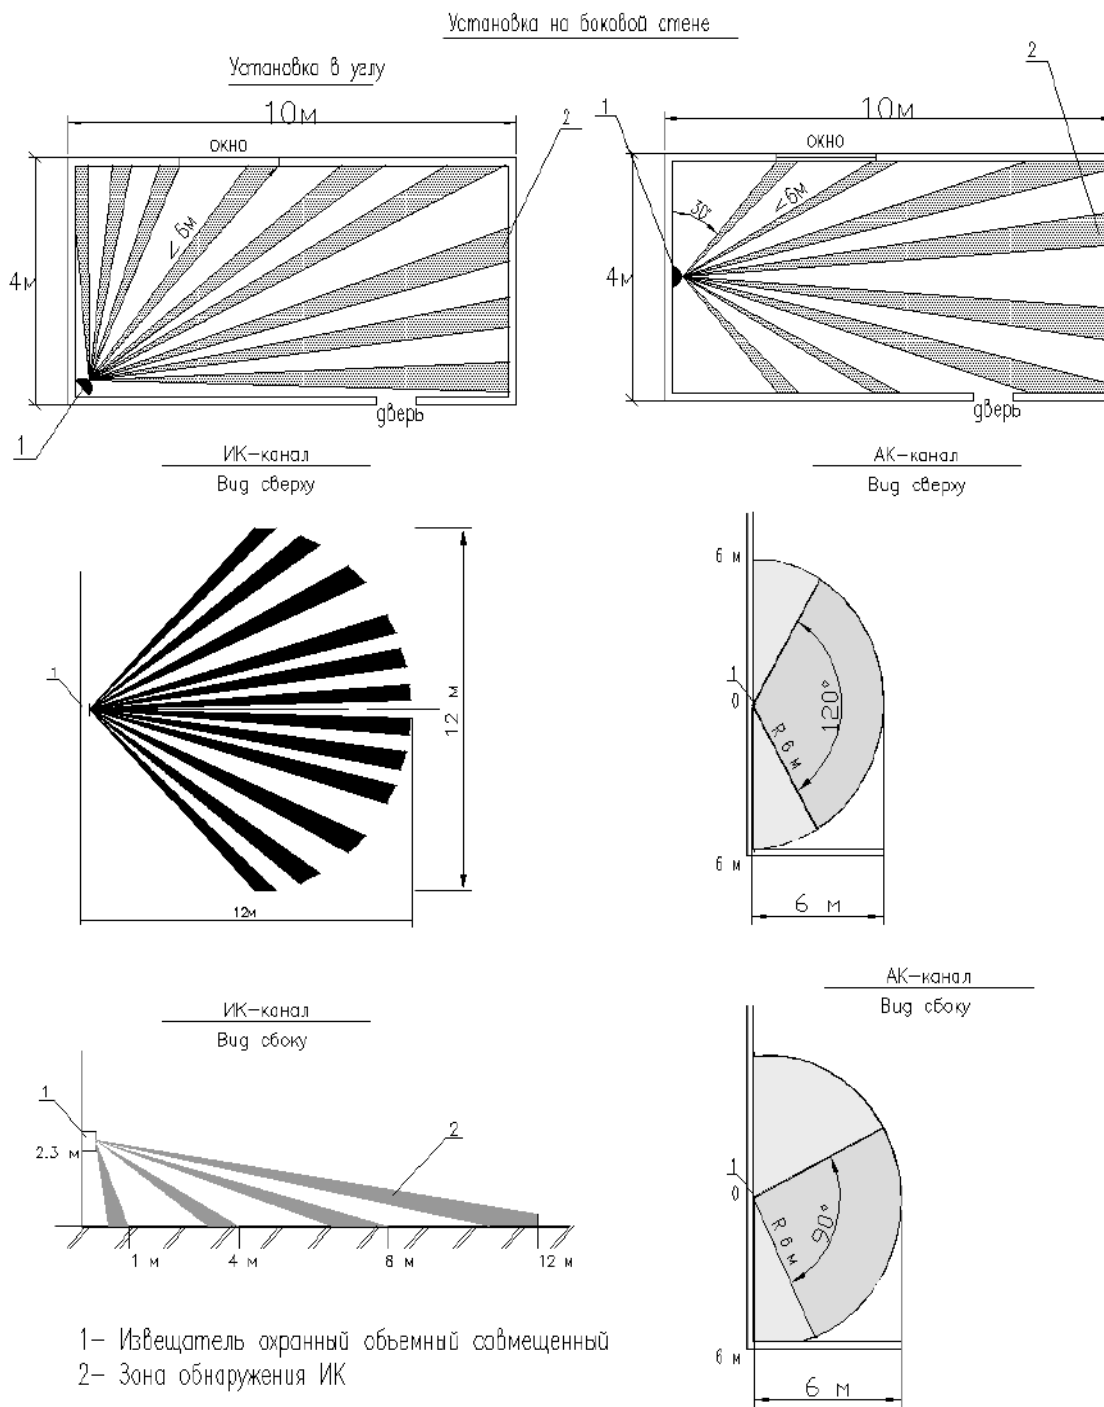 Установка на боковой стене
Установка в углу
10м
окно
4м
< 6м
дверь
1
2
10м
окно
4м
30°
< 6м
дверь
1
2
ИК-канал
Вид сверху
1
12 м
12м
АК-канал
Вид сверху
6 м
1
0
120°
R 6 м
6 м
6 м
ИК-канал
Вид сбоку
1
2
2.3 м
1 м
4 м
8 м
12 м
АК-канал
Вид сбоку
1
0
90°
R 6 м
6 м
6 м
1- Извещатель охранный объемный совмещенный
2- Зона обнаружения ИК